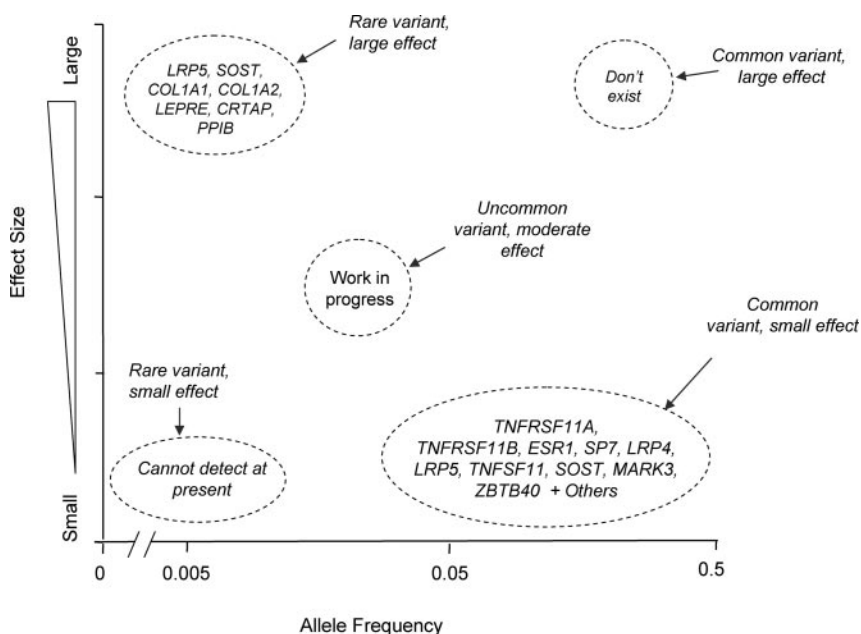 Rare variant,
large effect
LRP5, SOST,
COL1A1, COL1A2,
LEPRE, CRTAP,
PPIB
Common variant,
large effect
Don't
exist
Large
Effect Size
Small
Uncommon
variant, moderate
effect
Work in
progress
Common
variant, small effect
Rare variant,
small effect
Cannot detect at
present
TNFRSF11A,
TNFRSF11B, ESR1, SP7, LRP4,
LRP5, TNFSF11, SOST, MARK3,
ZBTB40 + Others
0
0.005
0.05
0.5
Allele Frequency